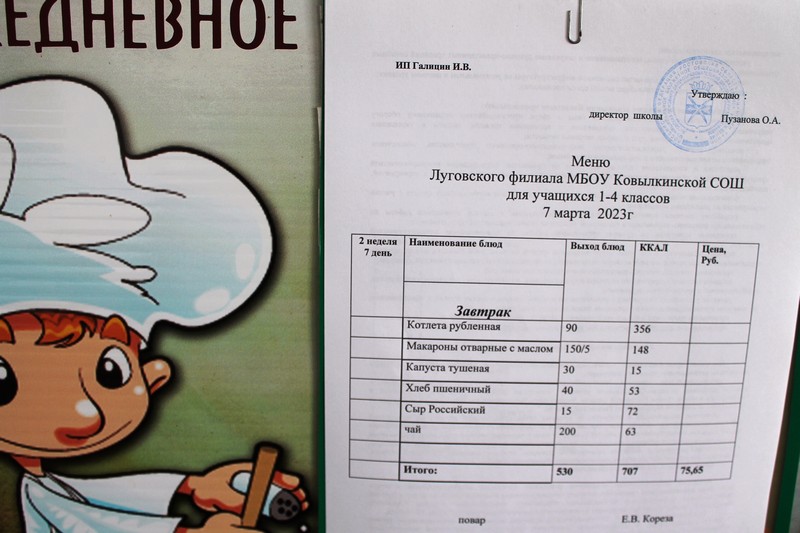 ЕДНЕВНОЕ
ИП Галицин И.В.
Утверждаю :
директор школы Пузанова О.А.
Меню
Луговского филиала МБОУ Ковылкинской СОШ
для учащихся 1-4 классов
7 марта 2023г
2 неделя 7 день Наименование блюд Выход блюд ККАЛ Цена, Руб.
Завтрак
Котлета рубленная 90 356
Макароны отварные с маслом 150/5 148
Капуста тушеная 30 15
Хлеб пшеничный 40 53
Сыр Российский 15 72
чай 200 63
Итого: 530 707 75,65
повар Е.В. Кореза